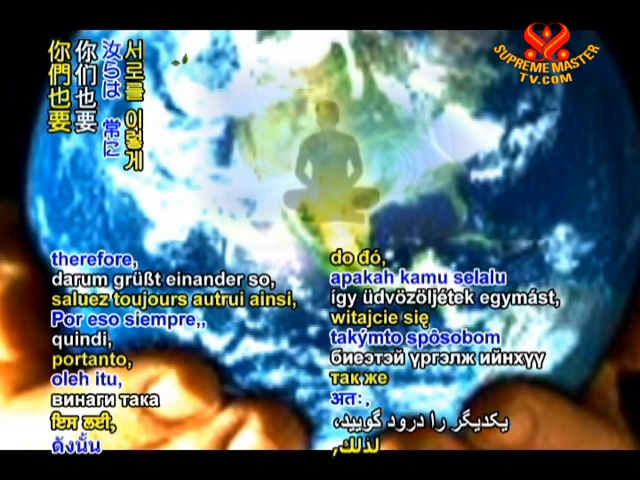 SUPREME MASTER
TV.COM
서로를 이렇게
汝らは 常に
你们也要
你們也要
therefore,
darum grüßt einander so,
saluez toujours autrui ainsi,
Por eso siempre,,
quindi,
portanto,
oleh itu,
винаги така
ਇਸ ਲਈ,
ดังนั้น
do đó,
apakah kamu selalu
így üdvözöljétek egymást,
witajcie się
takýmto spôsobom
биеэтэй үргэлж ийнхүү
так же
अतः,
یکدیگر را درود گویید،
لذلك,